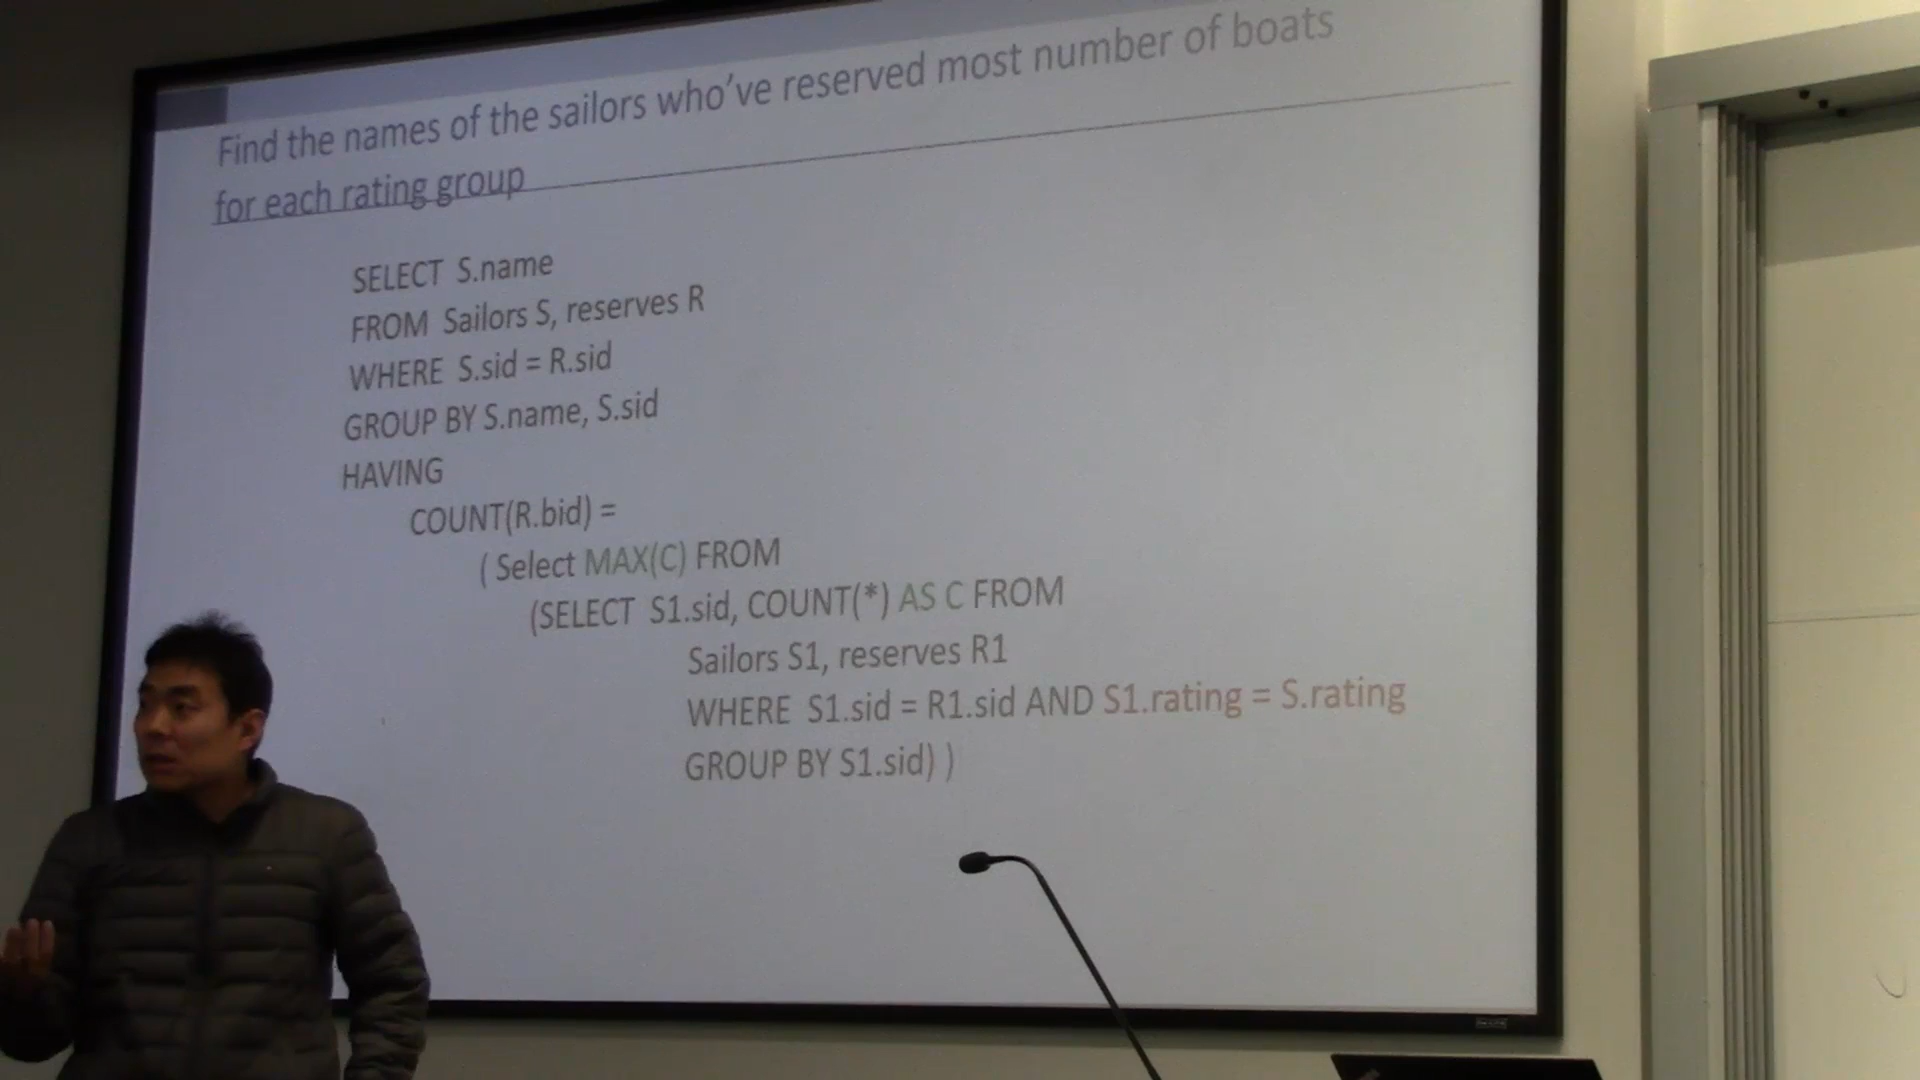 Find the names of the sailors who've reserved most number of boats
for each rating group
SELECT S.name
FROM Sailors S, reserves R
WHERE S.sid = R.sid
GROUP BY S.name, S.sid
HAVING
COUNT(R.bid) =
( Select MAX(C) FROM
(SELECT S1.sid, COUNT(*) AS C FROM
Sailors S1, reserves R1
WHERE S1.sid = R1.sid AND S1.rating = S.rating
GROUP BY S1.sid) )